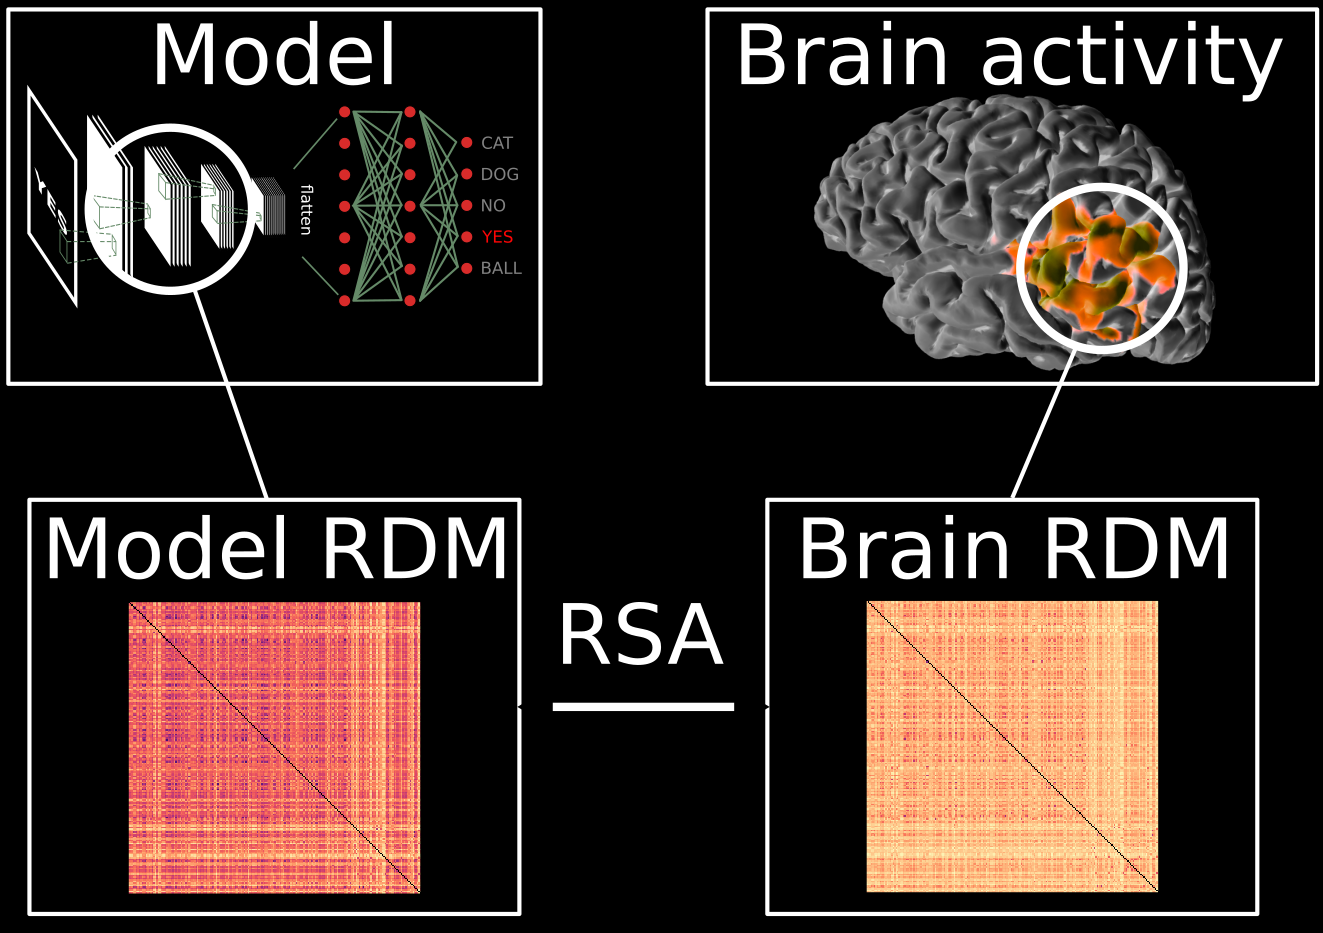 Model
Brain activity
YES
flatten
CAT
DOG
NO
YES
BALL
Model RDM
RSA
Brain RDM